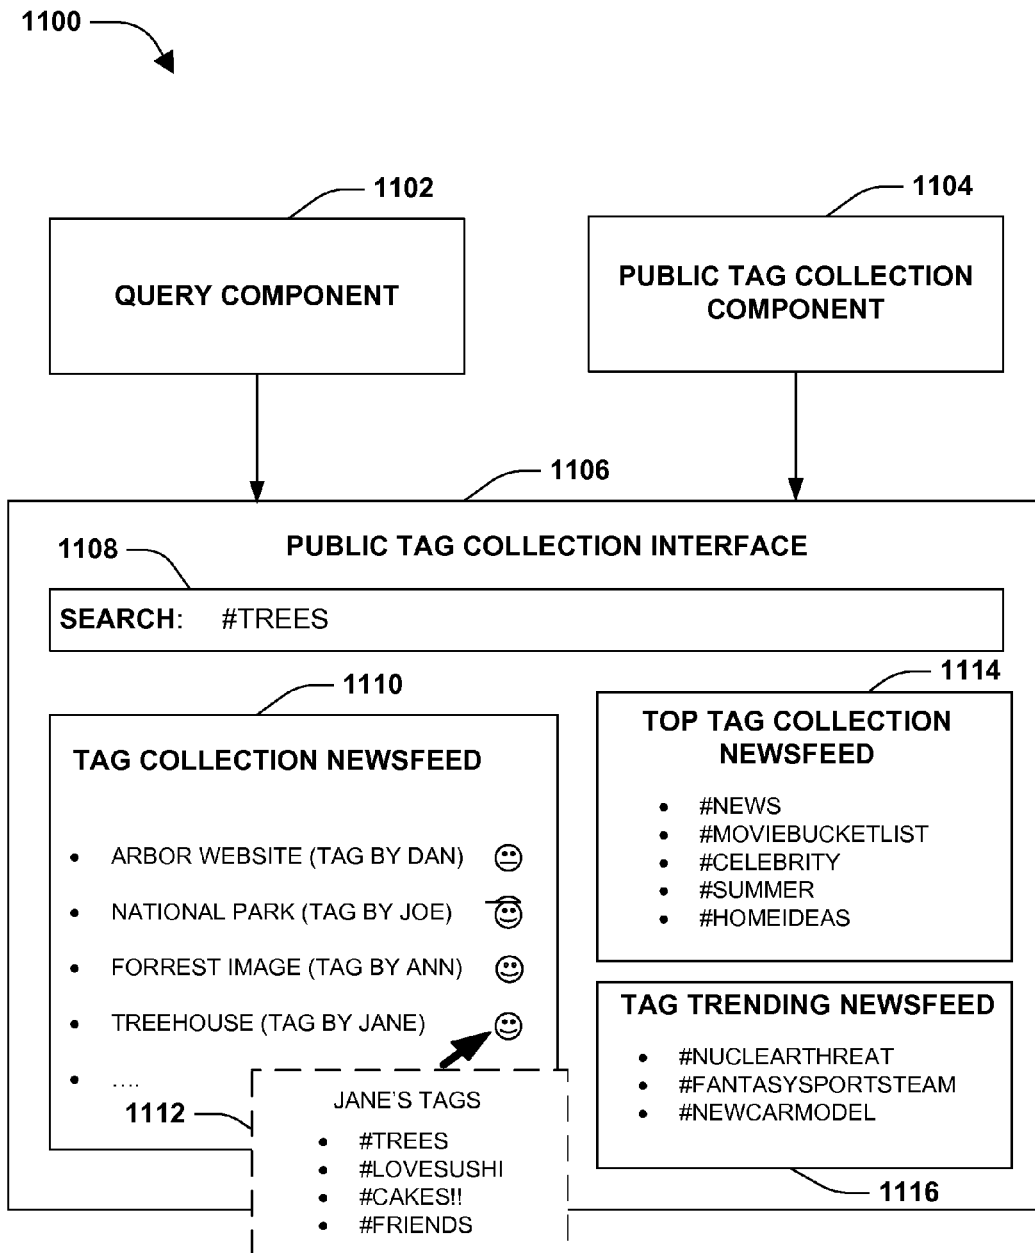 1100
1102
1104
QUERY COMPONENT
PUBLIC TAG COLLECTION
COMPONENT
1106
PUBLIC TAG COLLECTION INTERFACE
1108
SEARCH: #TREES
1110
TAG COLLECTION NEWSFEED
• ARBOR WEBSITE (TAG BY DAN)
• NATIONAL PARK (TAG BY JOE)
• FORREST IMAGE (TAG BY ANN)
• TREEHOUSE (TAG BY JANE)
• ....
1112
JANE'S TAGS
• #TREES
• #LOVESUSHI
• #CAKES!!
• #FRIENDS
1114
TOP TAG COLLECTION
NEWSFEED
• #NEWS
• #MOVIEBUCKETLIST
• #CELEBRITY
• #SUMMER
• #HOMEIDEAS
TAG TRENDING NEWSFEED
• #NUCLEARTHREAT
• #FANTASYSPORTSTEAM
• #NEWCARMODEL
1116